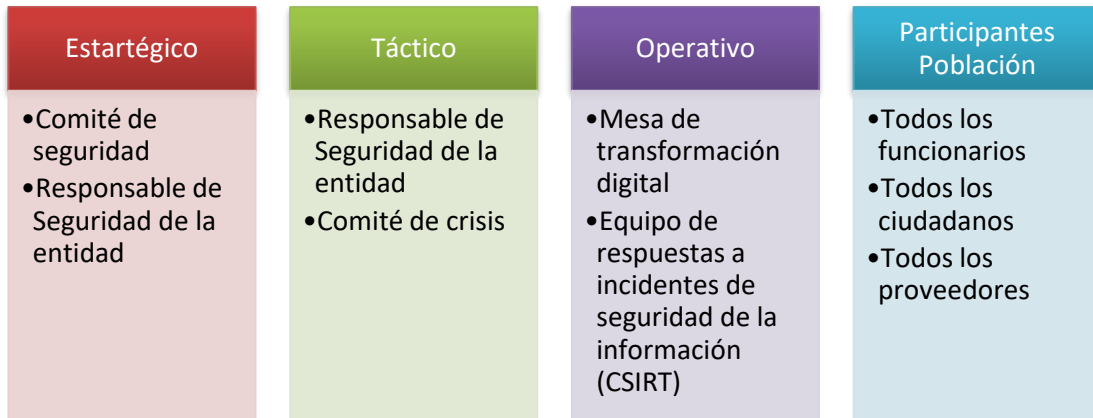 Estartégico
•Comité de
seguridad
•Responsable de
Seguridad de la
entidad
Táctico
•Responsable de
Seguridad de la
entidad
•Comité de crisis
Operativo
•Mesa de
transformación
digital
•Equipo de
respuestas a
incidentes de
seguridad de la
información
(CSIRT)
Participantes
Población
•Todos los
funcionarios
•Todos los
ciudadanos
•Todos los
proveedores